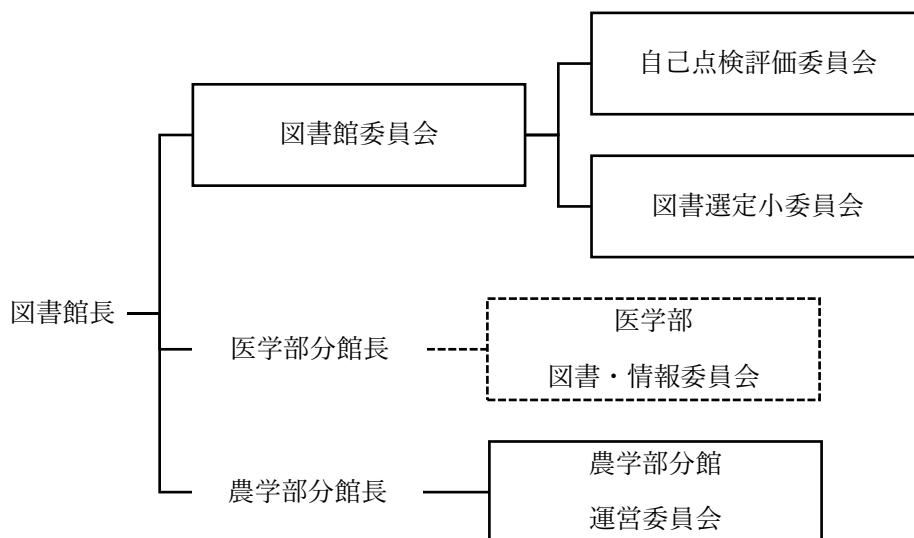 自己点検評価委員会
図書館委員会
図書選定小委員会
図書館長
医学部分館長
医学部
図書・情報委員会
農学部分館長
農学部分館
運営委員会